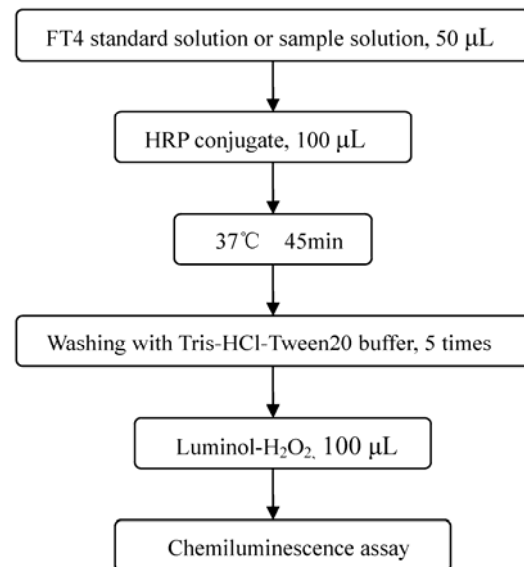 FT4 standard solution or sample solution, 50 μL
HRP conjugate, 100 μL
37℃ 45min
Washing with Tris-HCl-Tween20 buffer, 5 times
Luminol-H₂O₂, 100 μL
Chemiluminescence assay